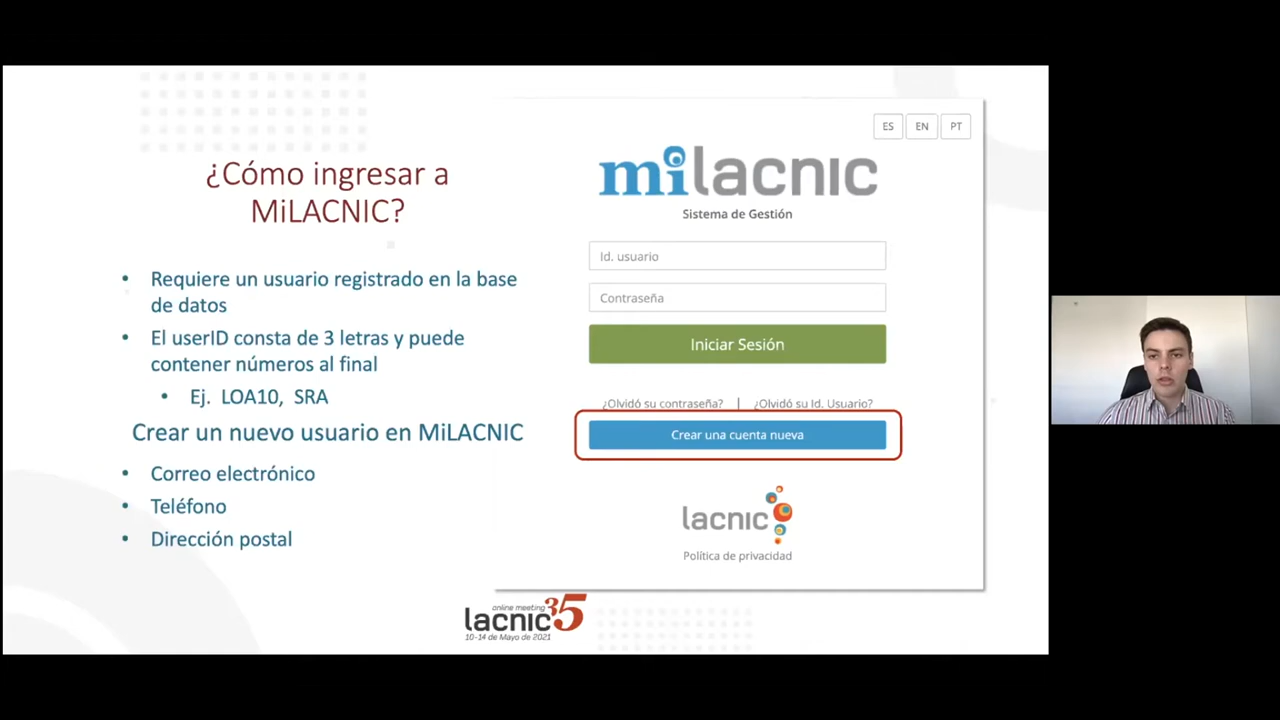 ¿Cómo ingresar a
MiLACNIC?
• Requiere un usuario registrado en la base
de datos
• El userID consta de 3 letras y puede
contener números al final
• Ej. LOA10, SRA
Crear un nuevo usuario en MiLACNIC
• Correo electrónico
• Teléfono
• Dirección postal
ES EN PT
milacnic
Sistema de Gestión
Id. usuario
Contraseña
Iniciar Sesión
¿Olvidó su contraseña? | ¿Olvidó su Id. Usuario?
Crear una cuenta nueva
lacnic
Política de privacidad
online meeting
lacnic35
10-14 de Mayo de 2021